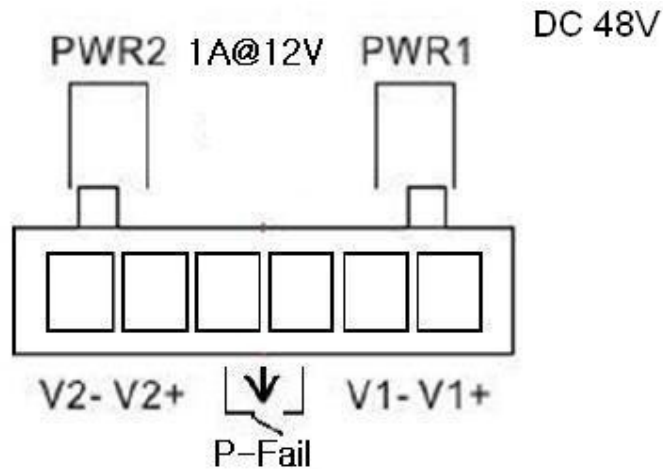 DC 48V
PWR2 1A@12V PWR1
V2- V2+ V1- V1+
P-Fail